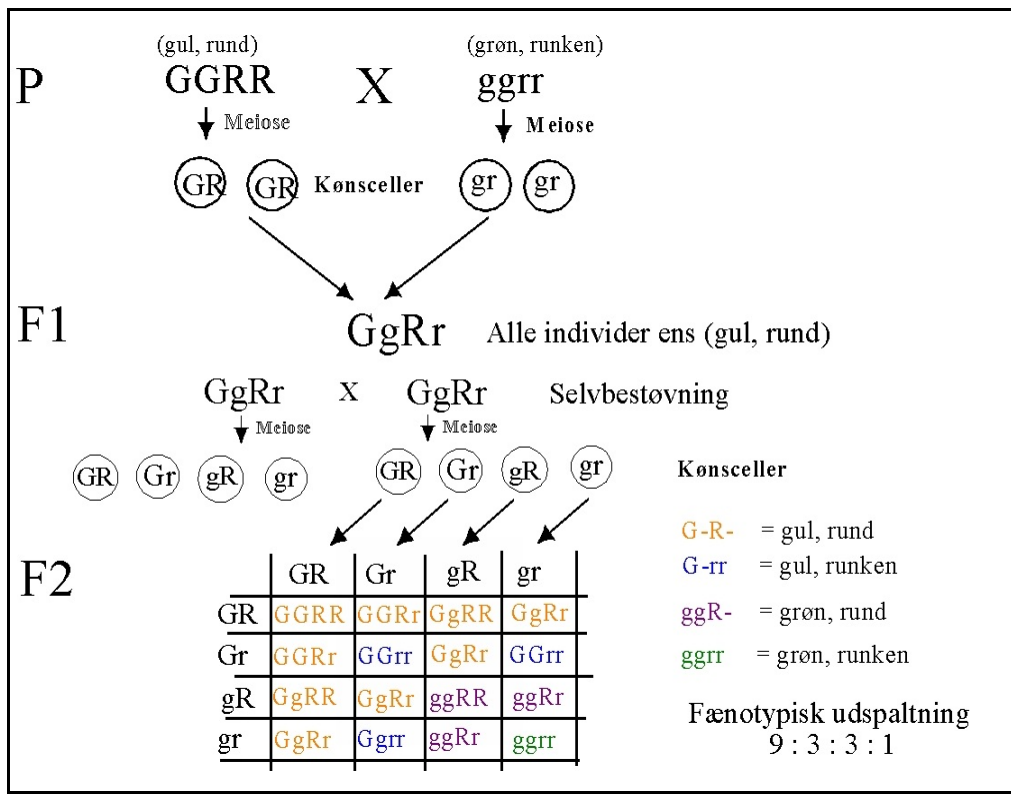 (gul, rund) (grøn, runken)
P GGRR X ggrr
Meiose Meiose
GR GR Kønsceller gr gr
F1 GgRr Alle individer ens (gul, rund)
GgRr X GgRr Selvbestøvning
Meiose Meiose
GR Gr gR gr GR Gr gR gr Kønsceller
F2
GR Gr gR gr
GR GGRR GGRr GgRR GgRr
Gr GGRr GGrr GgRr GGrr
gR GgRR GgRr ggRR ggRr
gr GgRr Ggrr ggRr ggrr
G-R- = gul, rund
G-rr = gul, runken
ggR- = grøn, rund
ggrr = grøn, runken
Fænotypisk udspaltning
9 : 3 : 3 : 1